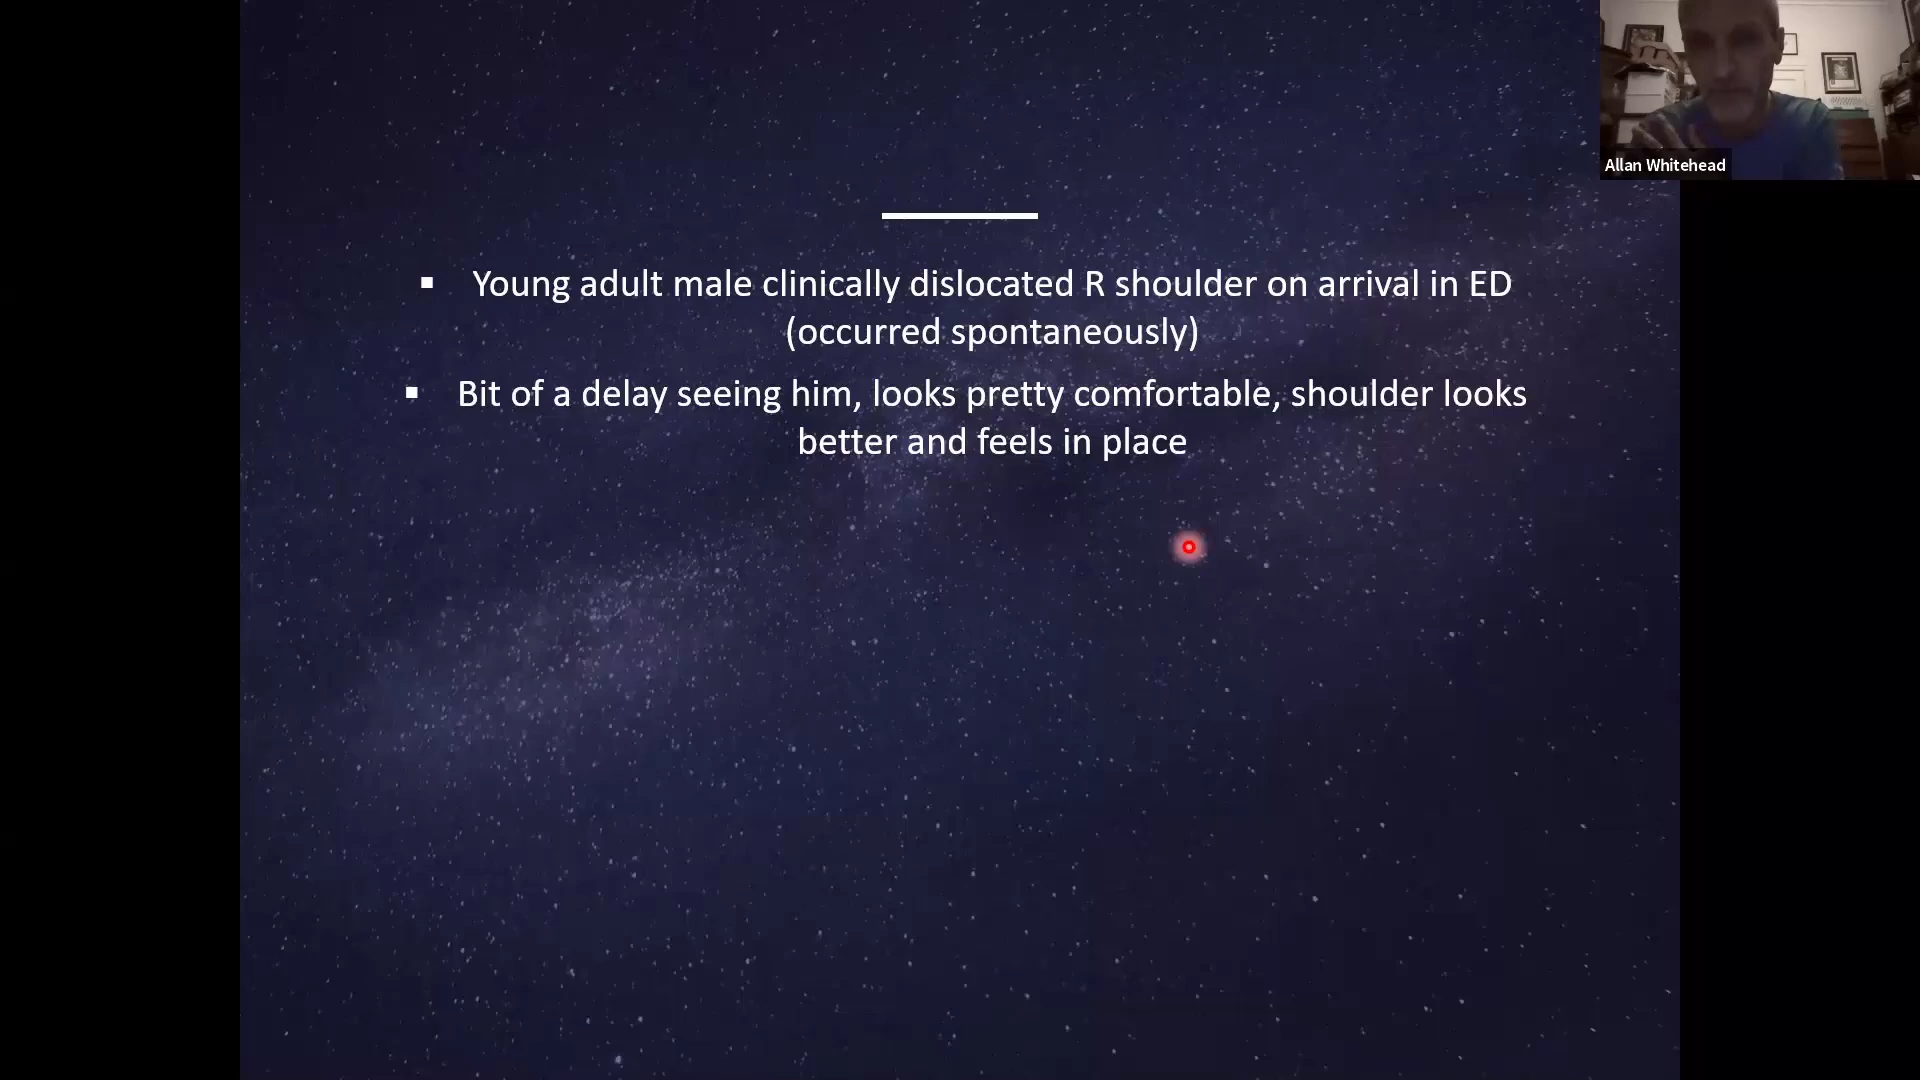 Allan Whitehead
▪ Young adult male clinically dislocated R shoulder on arrival in ED
(occurred spontaneously)
▪ Bit of a delay seeing him, looks pretty comfortable, shoulder looks
better and feels in place